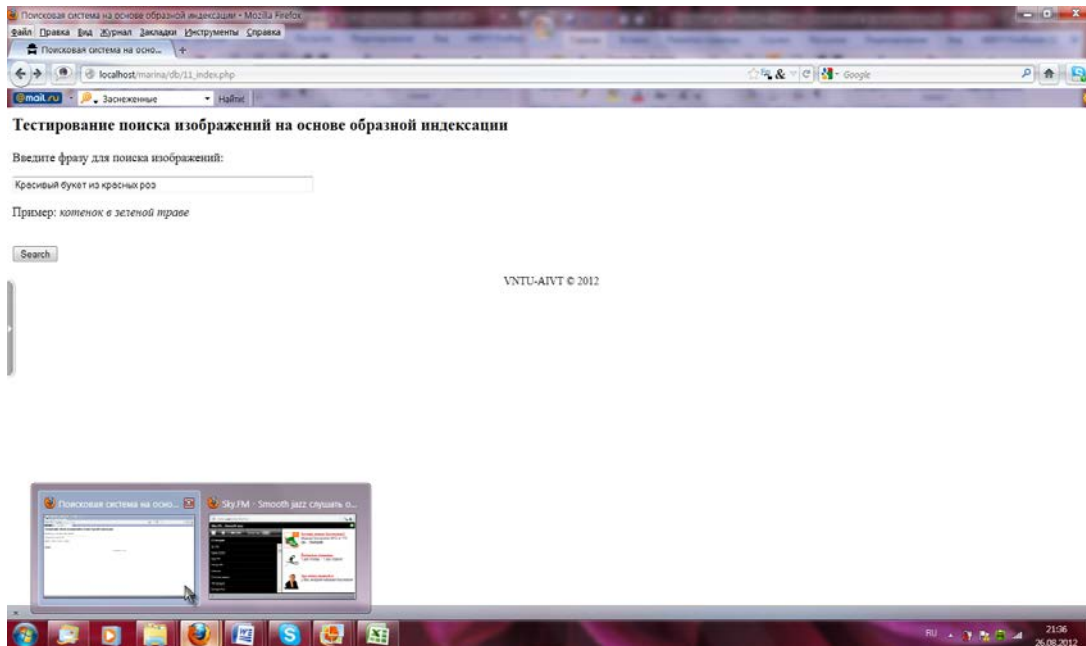 Поисковая система на основе образной индексации - Mozilla Firefox
Файл Правка Вид Журнал Закладки Инструменты Справка
Поисковая система на осно... +
localhost/marina/db/11_index.php
Google
@mail.ru Заснеженные Найти!
Тестирование поиска изображений на основе образной индексации
Введите фразу для поиска изображений:
Красивый букет из красных роз
Пример: котенок в зеленой траве
Search
VNTU-AIVT © 2012
Поисковая система на осно...
Sky.FM - Smooth jazz слушать о...
RU
21:36
26.08.2012